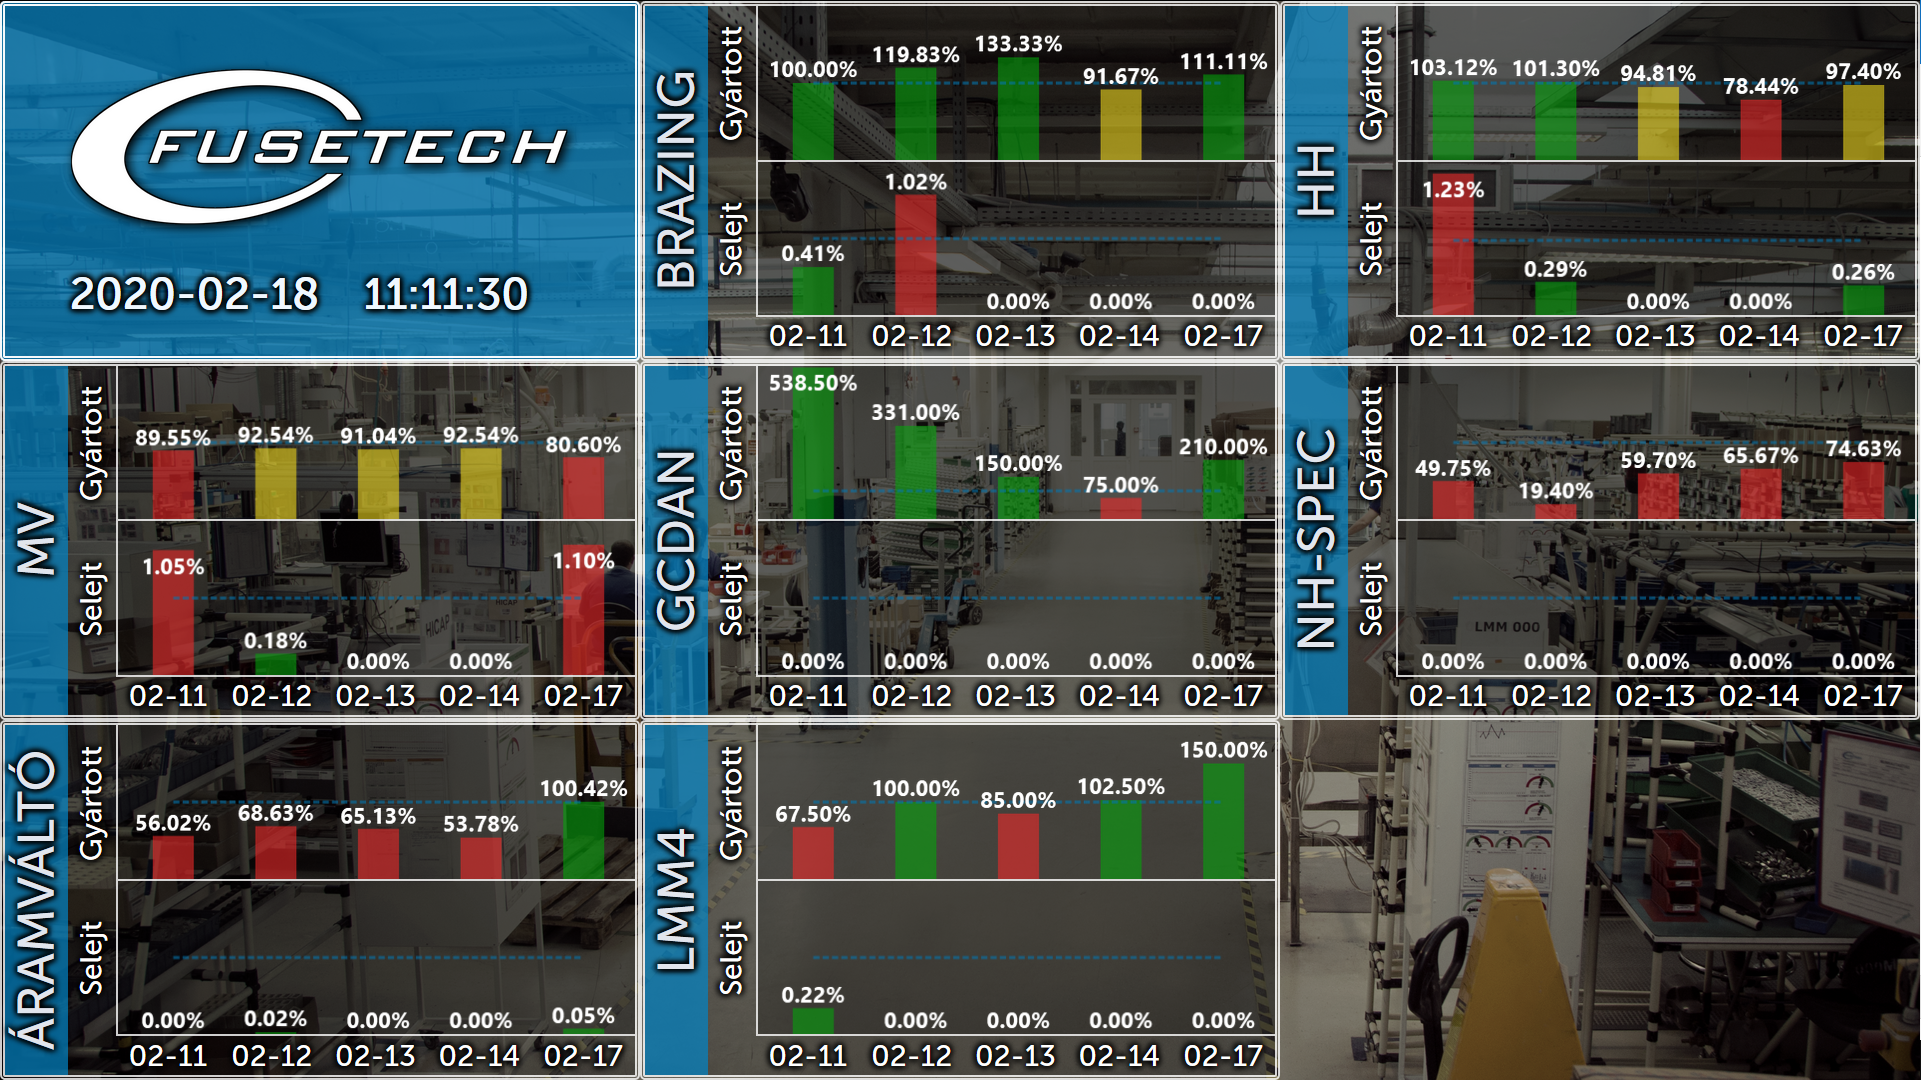 FUSETECH
2020-02-18 11:11:30
BRAZING
Gyártott
100.00% 119.83% 133.33% 91.67% 111.11%
Selejt
0.41% 1.02% 0.00% 0.00% 0.00%
02-11 02-12 02-13 02-14 02-17
HH
Gyártott
103.12% 101.30% 94.81% 78.44% 97.40%
Selejt
1.23% 0.29% 0.00% 0.00% 0.26%
02-11 02-12 02-13 02-14 02-17
MV
Gyártott
89.55% 92.54% 91.04% 92.54% 80.60%
Selejt
1.05% 0.18% 0.00% 0.00% 1.10%
02-11 02-12 02-13 02-14 02-17
HICAP
HICAP
GCDAN
Gyártott
538.50% 331.00% 150.00% 75.00% 210.00%
Selejt
0.00% 0.00% 0.00% 0.00% 0.00%
02-11 02-12 02-13 02-14 02-17
NH-SPEC
Gyártott
49.75% 19.40% 59.70% 65.67% 74.63%
Selejt
LMM 000
0.00% 0.00% 0.00% 0.00% 0.00%
02-11 02-12 02-13 02-14 02-17
ÁRAMVÁLTÓ
Gyártott
56.02% 68.63% 65.13% 53.78% 100.42%
Selejt
0.00% 0.02% 0.00% 0.00% 0.05%
02-11 02-12 02-13 02-14 02-17
LMM4
Gyártott
67.50% 100.00% 85.00% 102.50% 150.00%
Selejt
0.22% 0.00% 0.00% 0.00% 0.00%
02-11 02-12 02-13 02-14 02-17